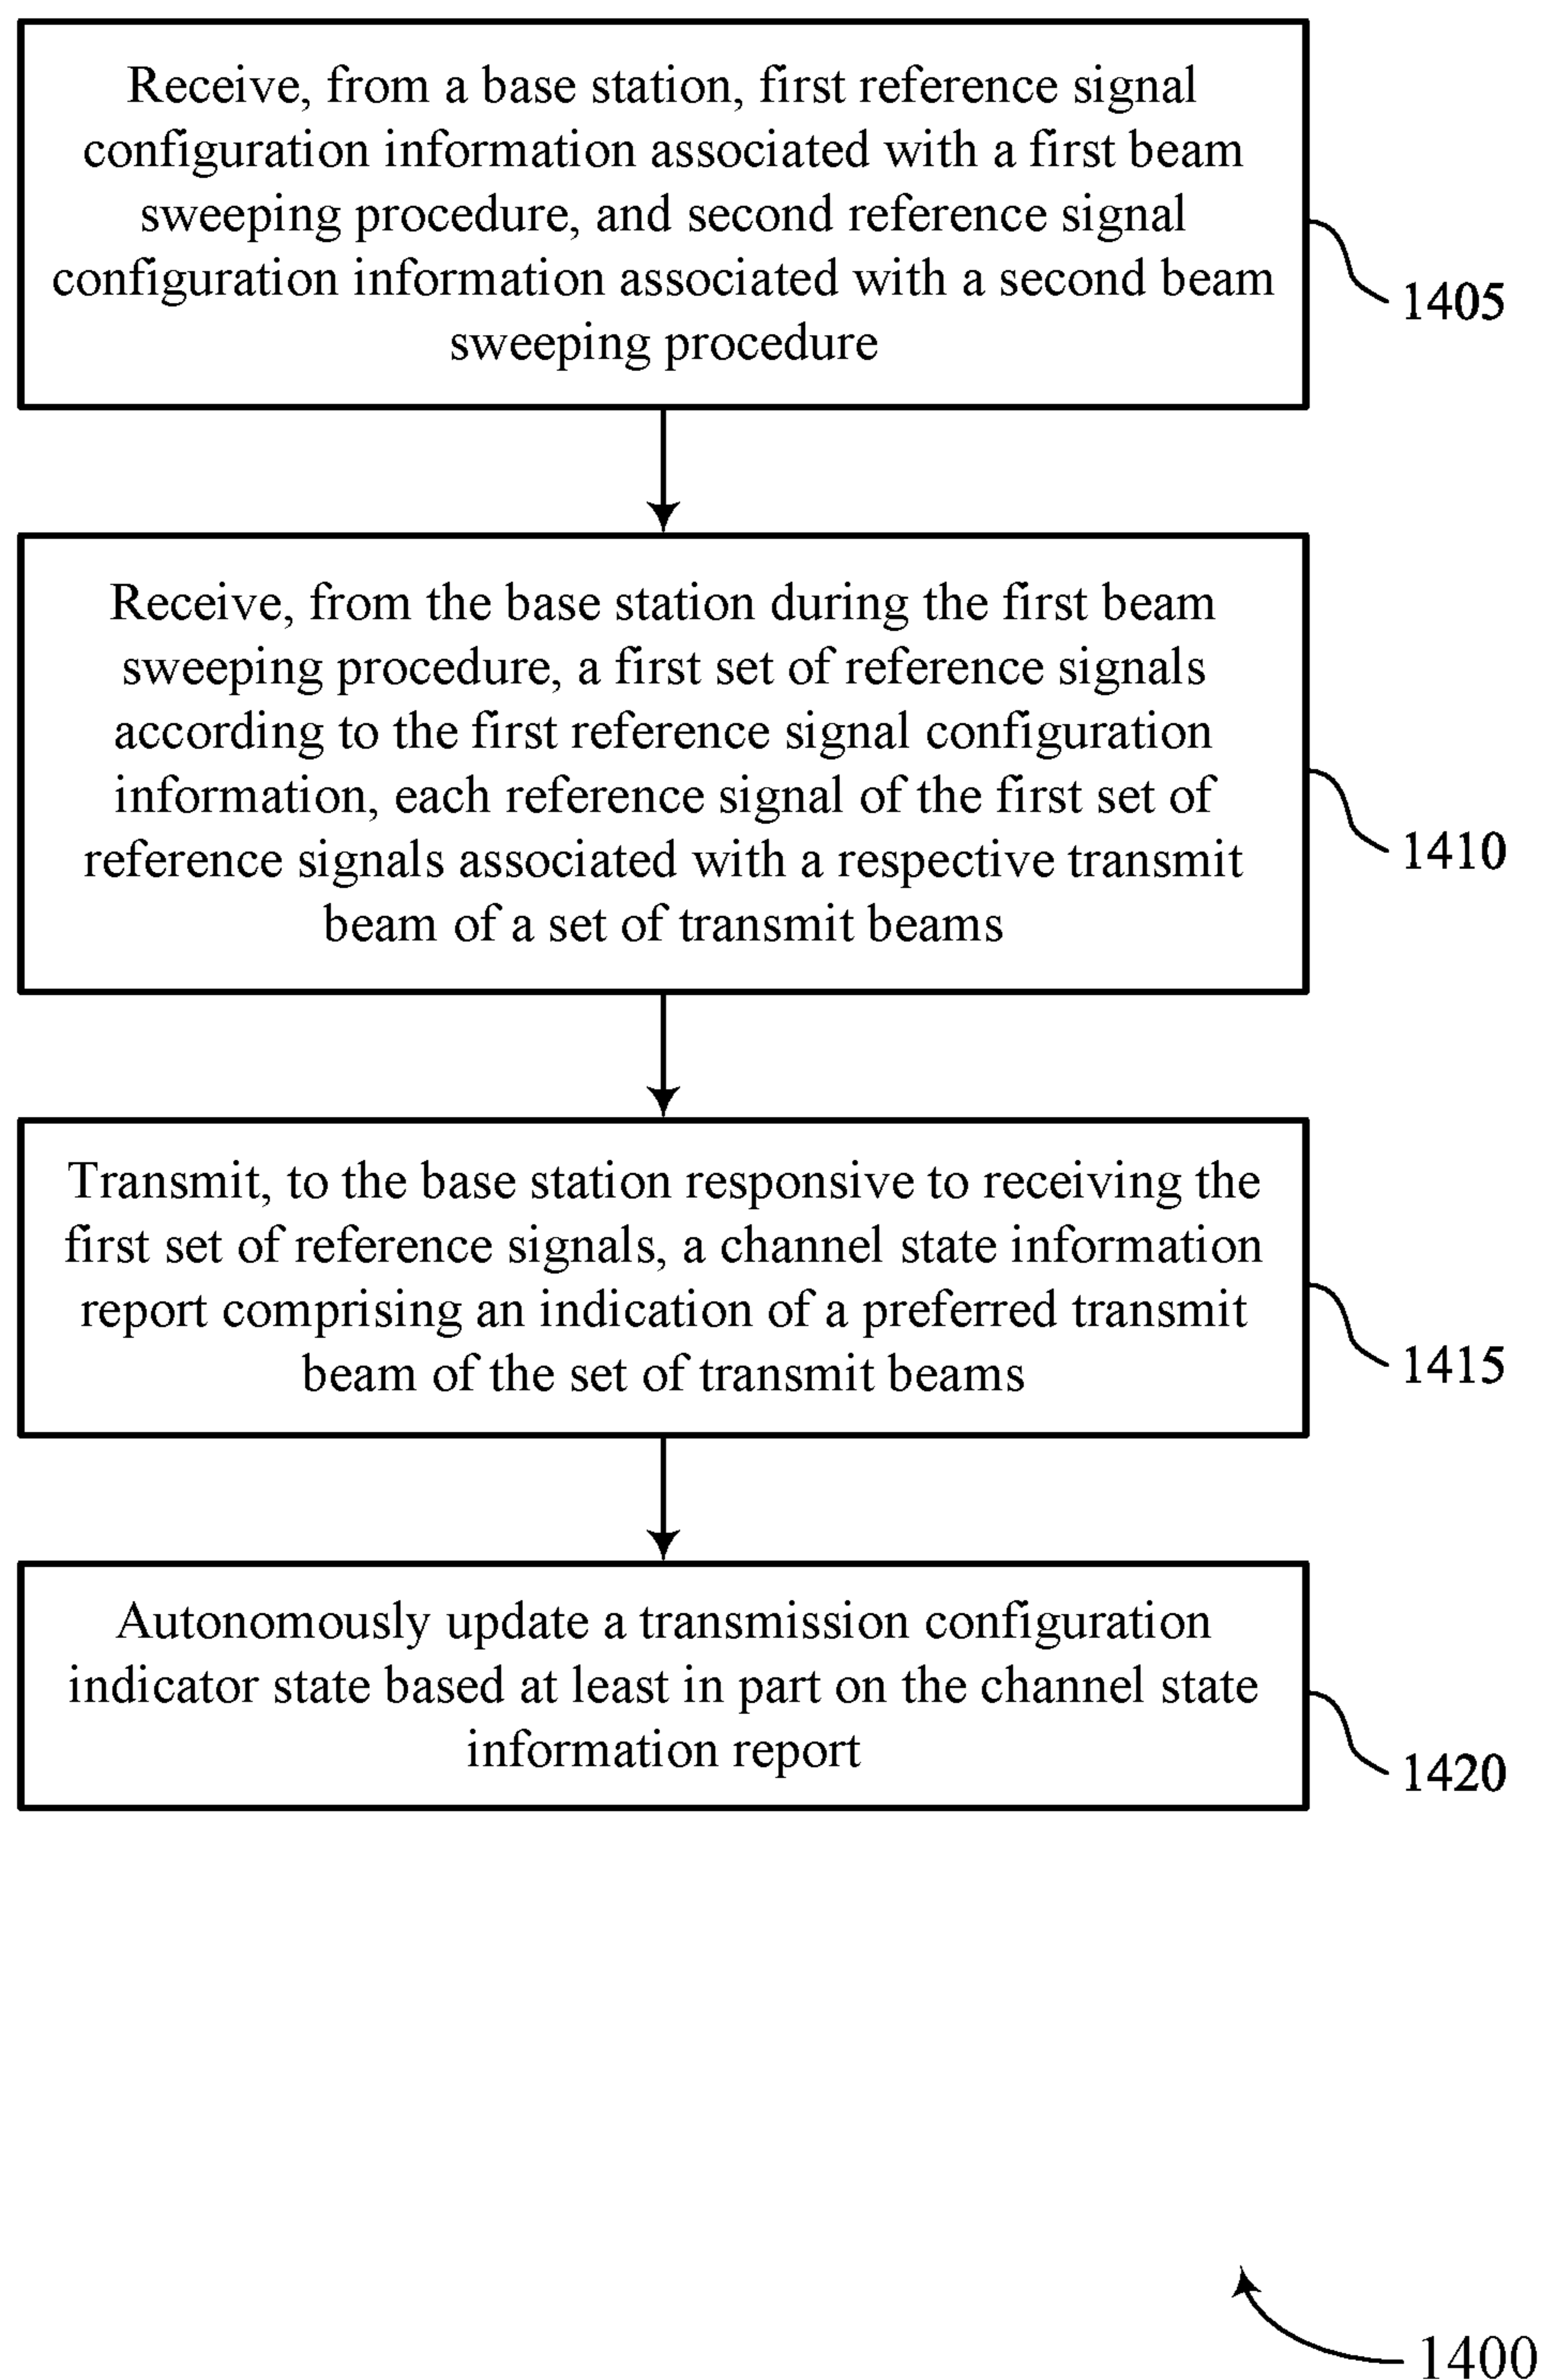 Receive, from a base station, first reference signal
configuration information associated with a first beam
sweeping procedure, and second reference signal
configuration information associated with a second beam
sweeping procedure
1405
Receive, from the base station during the first beam
sweeping procedure, a first set of reference signals
according to the first reference signal configuration
information, each reference signal of the first set of
reference signals associated with a respective transmit
beam of a set of transmit beams
1410
Transmit, to the base station responsive to receiving the
first set of reference signals, a channel state information
report comprising an indication of a preferred transmit
beam of the set of transmit beams
1415
Autonomously update a transmission configuration
indicator state based at least in part on the channel state
information report
1420
1400